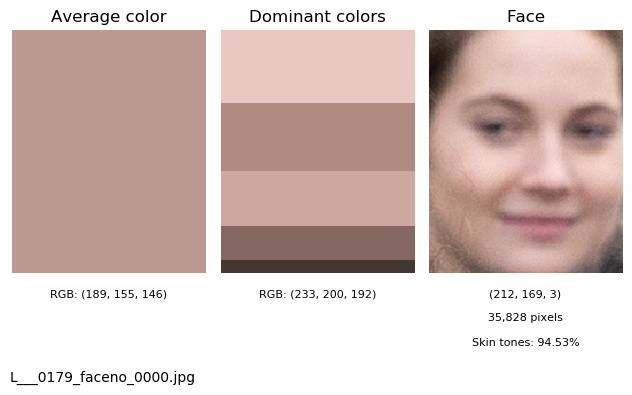 Average color
Dominant colors
Face
RGB: (189, 155, 146)
RGB: (233, 200, 192)
(212, 169, 3)
35,828 pixels
Skin tones: 94.53%
L___0179_faceno_0000.jpg